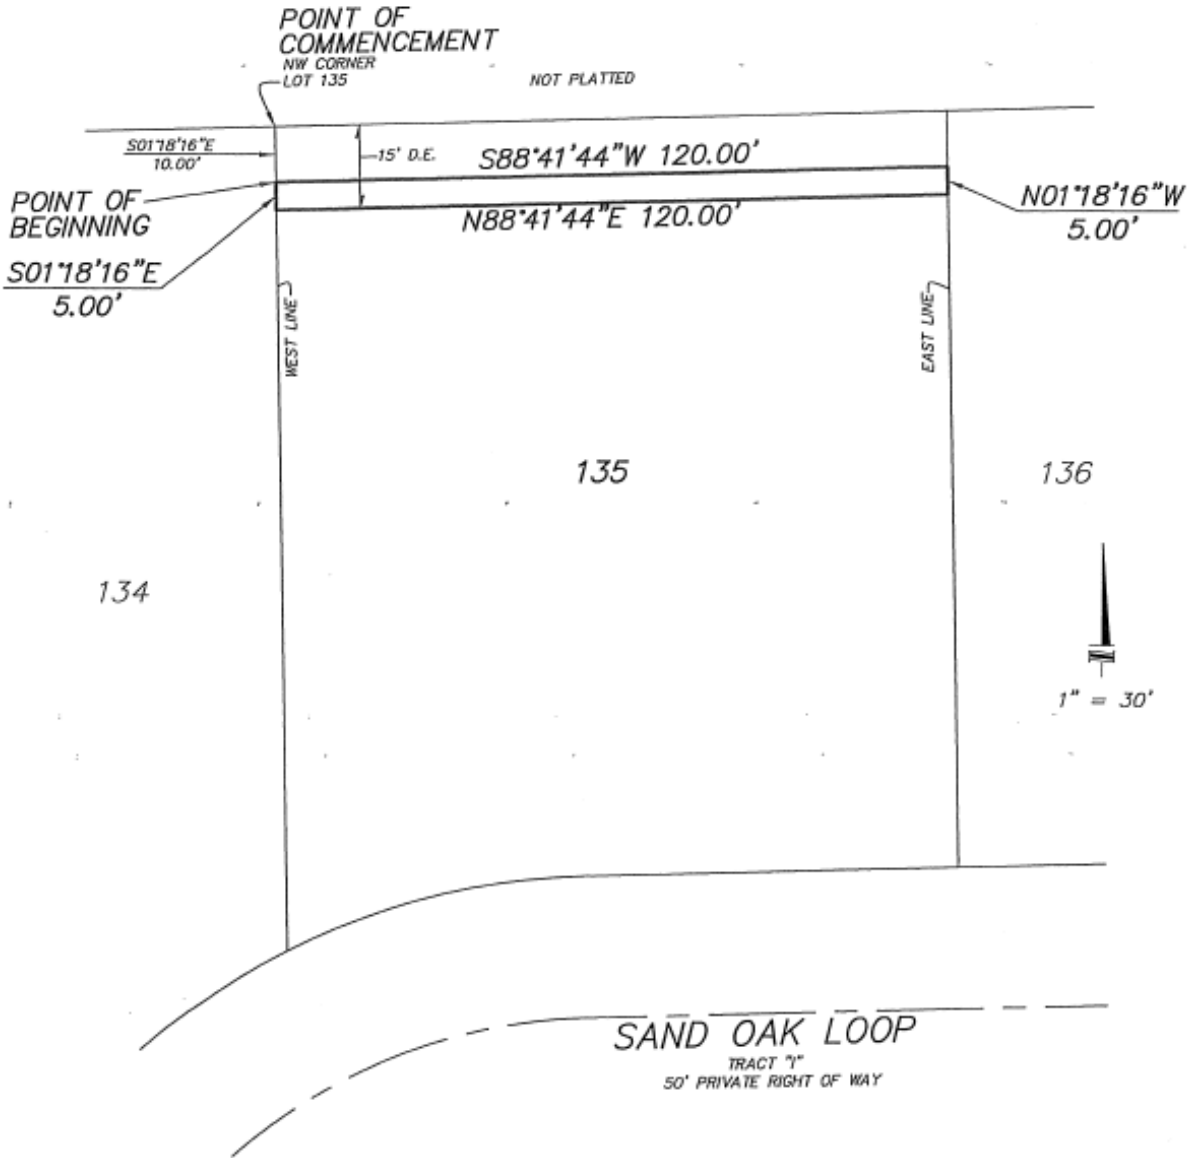 POINT OF
COMMENCEMENT
NW CORNER
LOT 135
NOT PLATTED
S01°18'16"E
10.00'
15' D.E.
S88°41'44"W 120.00'
POINT OF
BEGINNING
N88°41'44"E 120.00'
N01°18'16"W
5.00'
S01°18'16"E
5.00'
WEST LINE
EAST LINE
135
136
134
N
1" = 30'
SAND OAK LOOP
TRACT "I"
50' PRIVATE RIGHT OF WAY